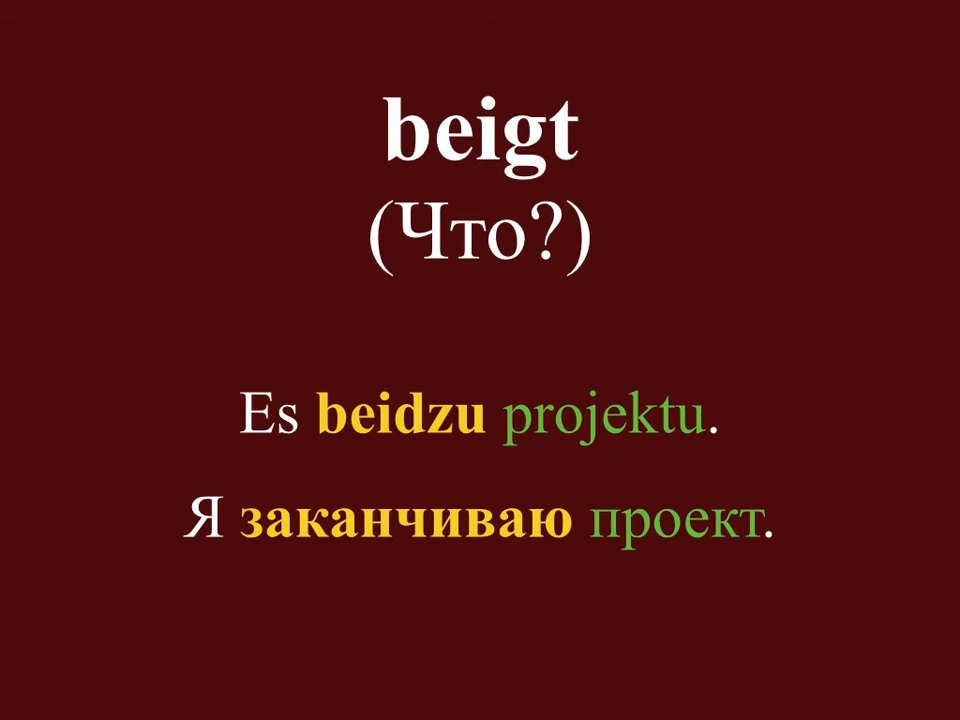 beigt
(Что?)
Es beidzu projektu.
Я заканчиваю проект.